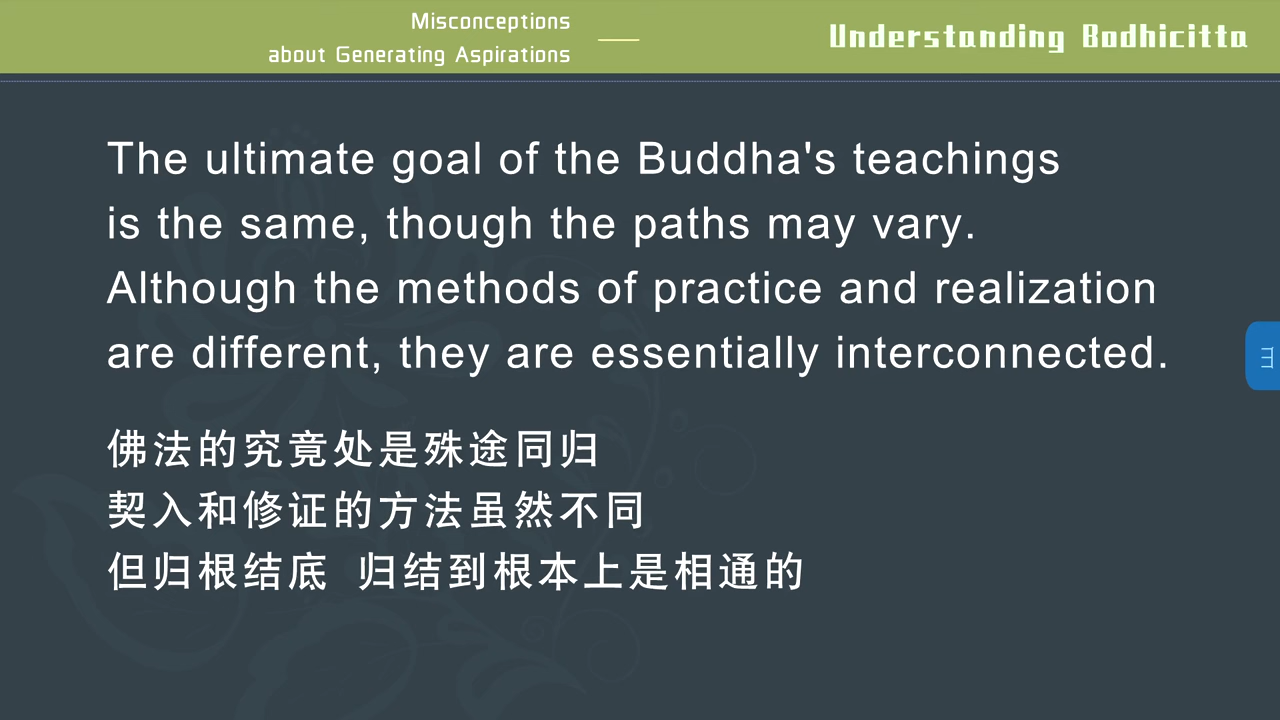 Misconceptions
about Generating Aspirations
Understanding Bodhicitta
The ultimate goal of the Buddha's teachings
is the same, though the paths may vary.
Although the methods of practice and realization
are different, they are essentially interconnected.
佛法的究竟处是殊途同归
契入和修证的方法虽然不同
但归根结底 归结到根本上是相通的